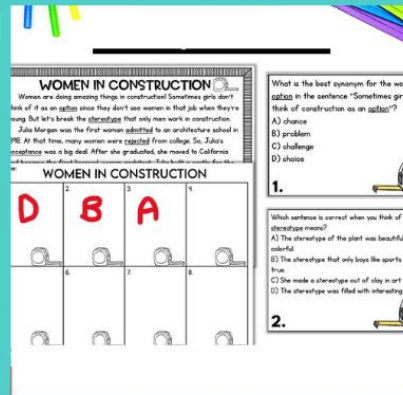 WOMEN IN CONSTRUCTION
Women are doing amazing things in construction! Sometimes girls don't
think of it as an option since they don't see women in that job when they're
young. But let's break the stereotype that only men work in construction.
Julia Morgan was the first woman admitted to an architecture school in
At that time, many women were rejected from college. So, Julia's
acceptance was a big deal. After she graduated, she moved to California
WOMEN IN CONSTRUCTION
2. 3. 4.
D B A
6. 7. 8.
What is the best synonym for the wo
option in the sentence "Sometimes gir
think of construction as an option"?
A) chance
B) problem
C) challenge
D) choice
1.
Which sentence is correct when you think of
stereotype means?
A) The stereotype of the plant was beautiful
colorful.
B) The stereotype that only boys like sports
true.
C) She made a stereotype out of clay in art
D) The stereotype was filled with interesting
2.